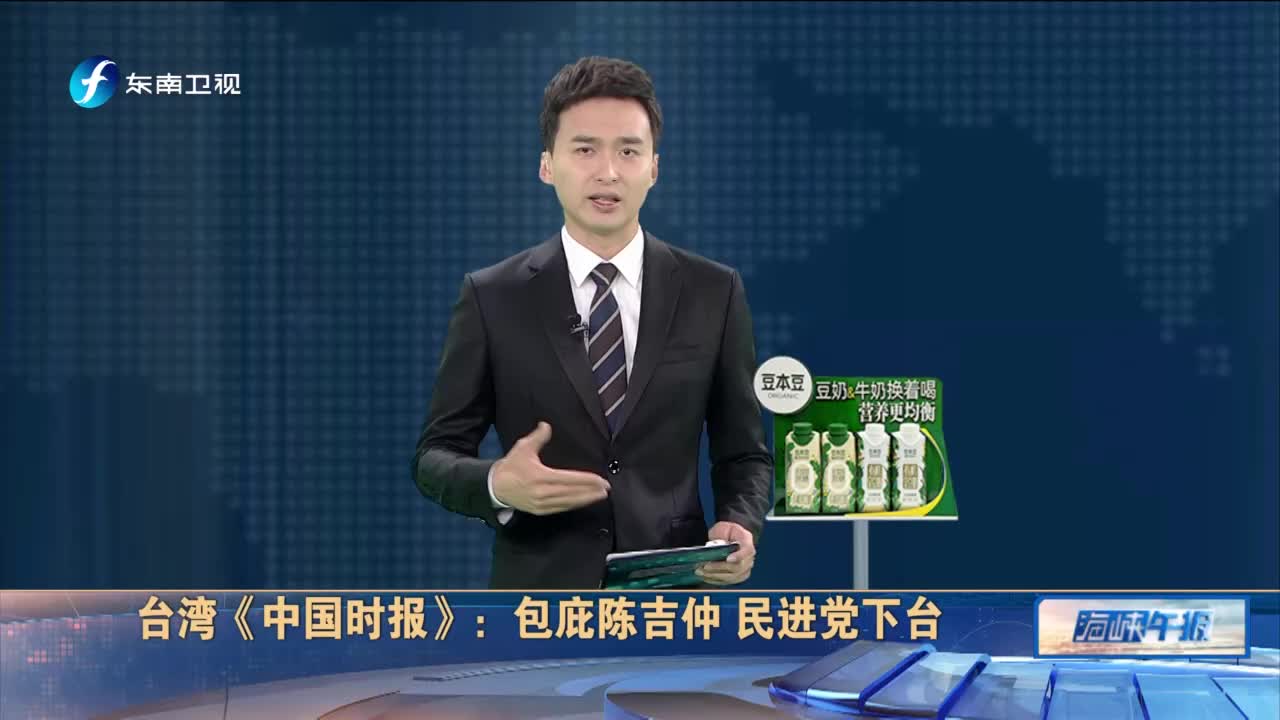 东南卫视
豆本豆
ORGANIC
豆奶&牛奶换着喝
营养更均衡
台湾《中国时报》：包庇陈吉仲 民进党下台
海峡午报